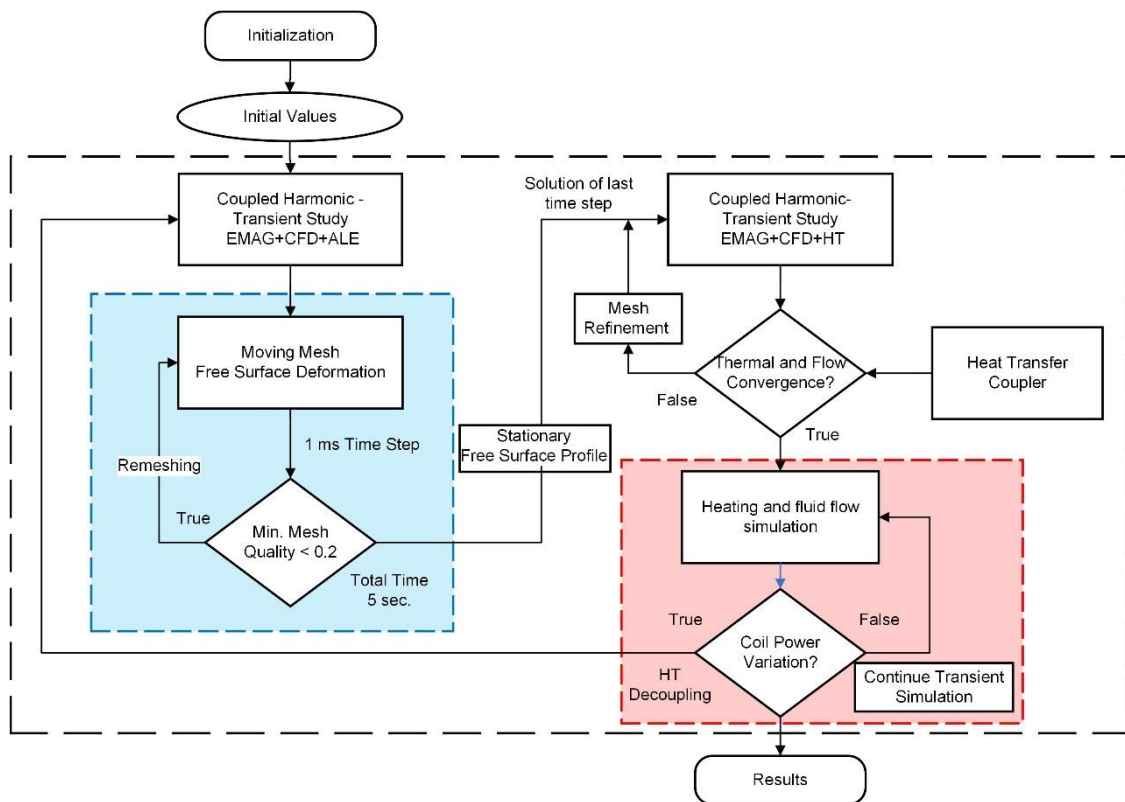 Initialization
Initial Values
Coupled Harmonic -
Transient Study
EMAG+CFD+ALE
Moving Mesh
Free Surface Deformation
1 ms Time Step
Remeshing
True
Min. Mesh
Quality < 0.2
Total Time
5 sec.
Stationary
Free Surface Profile
Solution of last
time step
Coupled Harmonic-
Transient Study
EMAG+CFD+HT
Mesh
Refinement
Thermal and Flow
Convergence?
False
True
Heat Transfer
Coupler
Heating and fluid flow
simulation
True
False
Coil Power
Variation?
HT
Decoupling
Continue Transient
Simulation
Results